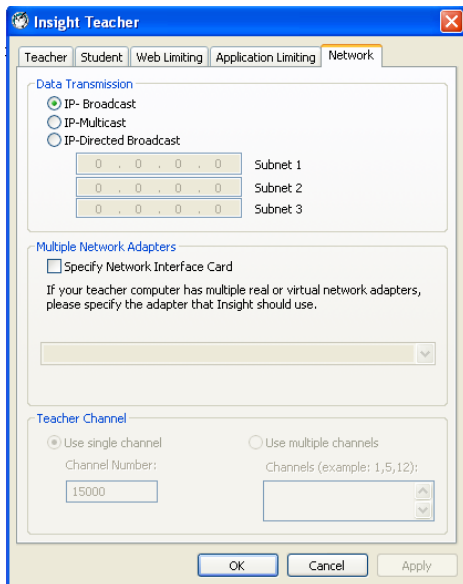 Insight Teacher
Teacher Student Web Limiting Application Limiting Network
Data Transmission
IP- Broadcast
IP-Multicast
IP-Directed Broadcast
0 . 0 . 0 . 0 Subnet 1
0 . 0 . 0 . 0 Subnet 2
0 . 0 . 0 . 0 Subnet 3
Multiple Network Adapters
Specify Network Interface Card
If your teacher computer has multiple real or virtual network adapters,
please specify the adapter that Insight should use.
Teacher Channel
Use single channel Use multiple channels
Channel Number: Channels (example: 1,5,12):
15000
OK Cancel Apply